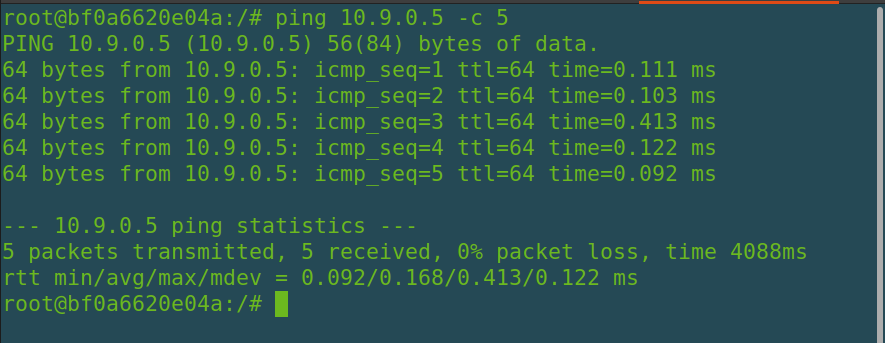 root@bf0a6620e04a:/# ping 10.9.0.5 -c 5
PING 10.9.0.5 (10.9.0.5) 56(84) bytes of data.
64 bytes from 10.9.0.5: icmp_seq=1 ttl=64 time=0.111 ms
64 bytes from 10.9.0.5: icmp_seq=2 ttl=64 time=0.103 ms
64 bytes from 10.9.0.5: icmp_seq=3 ttl=64 time=0.413 ms
64 bytes from 10.9.0.5: icmp_seq=4 ttl=64 time=0.122 ms
64 bytes from 10.9.0.5: icmp_seq=5 ttl=64 time=0.092 ms

--- 10.9.0.5 ping statistics ---
5 packets transmitted, 5 received, 0% packet loss, time 4088ms
rtt min/avg/max/mdev = 0.092/0.168/0.413/0.122 ms
root@bf0a6620e04a:/#